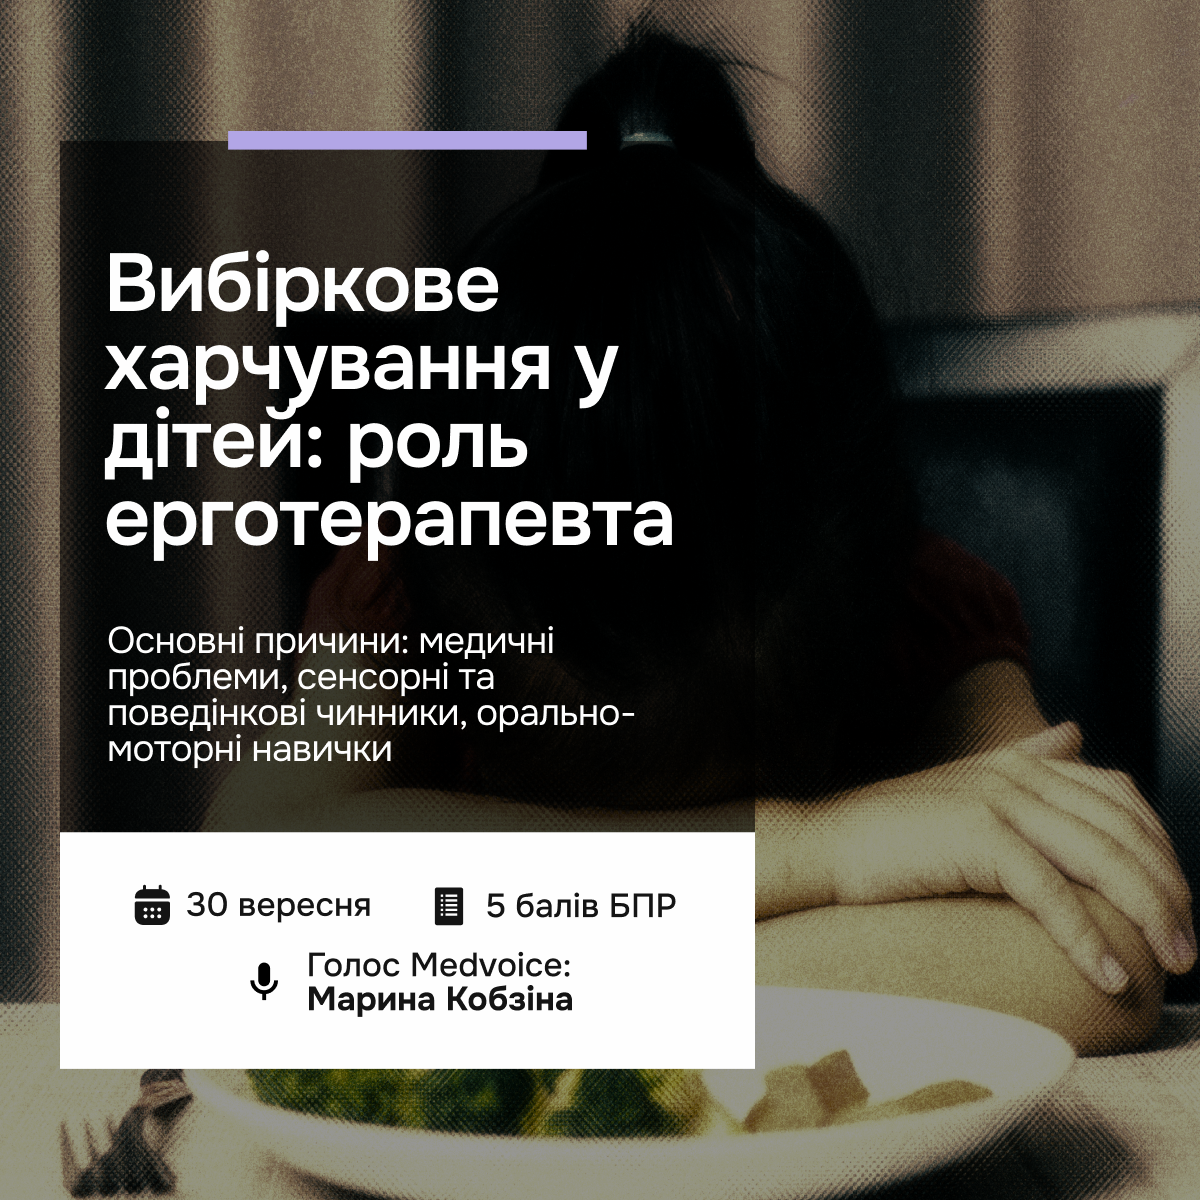 Вибіркове
харчування у
дітей: роль
ерготерапевта
Основні причини: медичні
проблеми, сенсорні та
поведінкові чинники, орально-
моторні навички
30 вересня
5 балів БПР
Голос Medvoice:
Марина Кобзіна